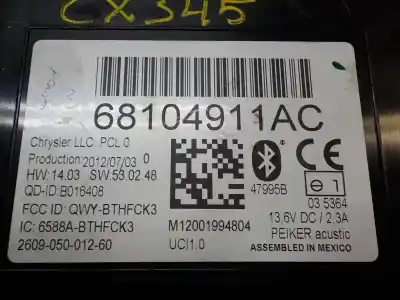 CX345
68104911AC
Chrysler LLC, PCL 0
Production: 2012/07/03 0
HW: 14.03 SW: 53.02.48
QD-ID: B016408
FCC ID: QWY-BTHFCK3
IC: 6588A-BTHFCK3
2609-050-012-60
M12001994804
UCI1.0
47995B
CE
1
03 5364
13,6V DC / 2,3A
PEIKER acustic
ASSEMBLED IN MEXICO